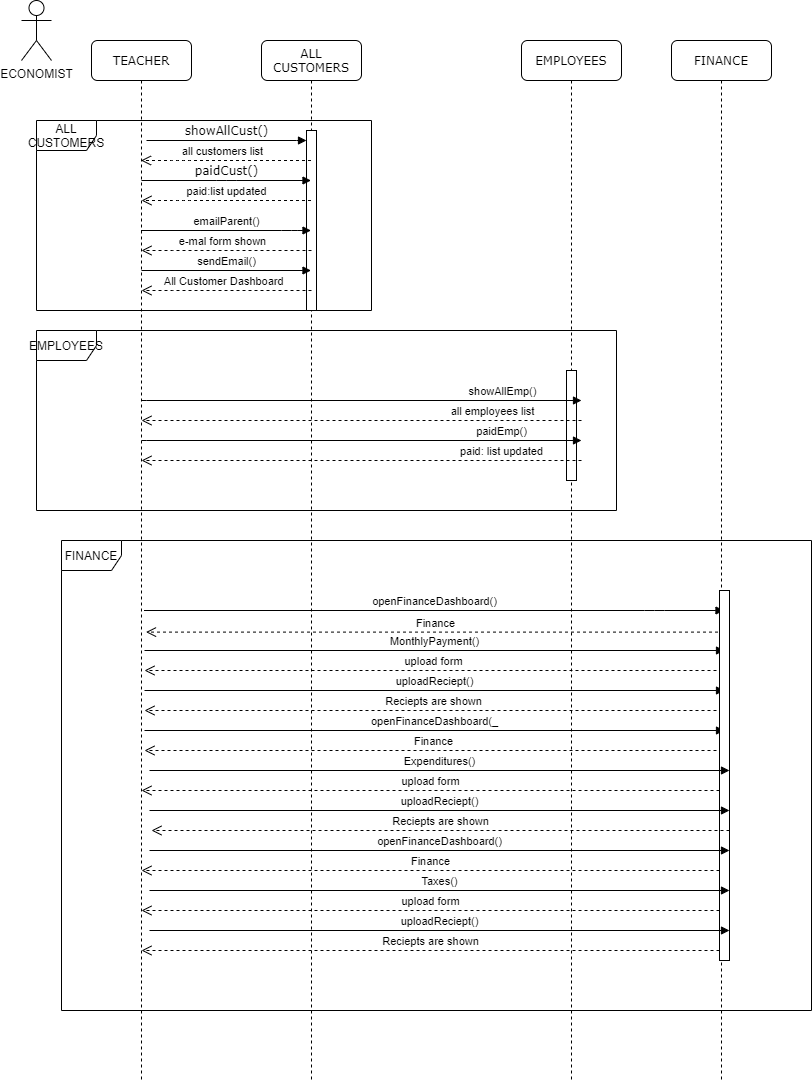 ECONOMIST
TEACHER
ALL
CUSTOMERS
EMPLOYEES
FINANCE
ALL
CUSTOMERS
showAllCust()
all customers list
paidCust()
paid:list updated
emailParent()
e-mal form shown
sendEmail()
All Customer Dashboard
EMPLOYEES
showAllEmp()
all employees list
paidEmp()
paid: list updated
FINANCE
openFinanceDashboard()
Finance
MonthlyPayment()
upload form
uploadReciept()
Reciepts are shown
openFinanceDashboard(_
Finance
Expenditures()
upload form
uploadReciept()
Reciepts are shown
openFinanceDashboard()
Finance
Taxes()
upload form
uploadReciept()
Reciepts are shown